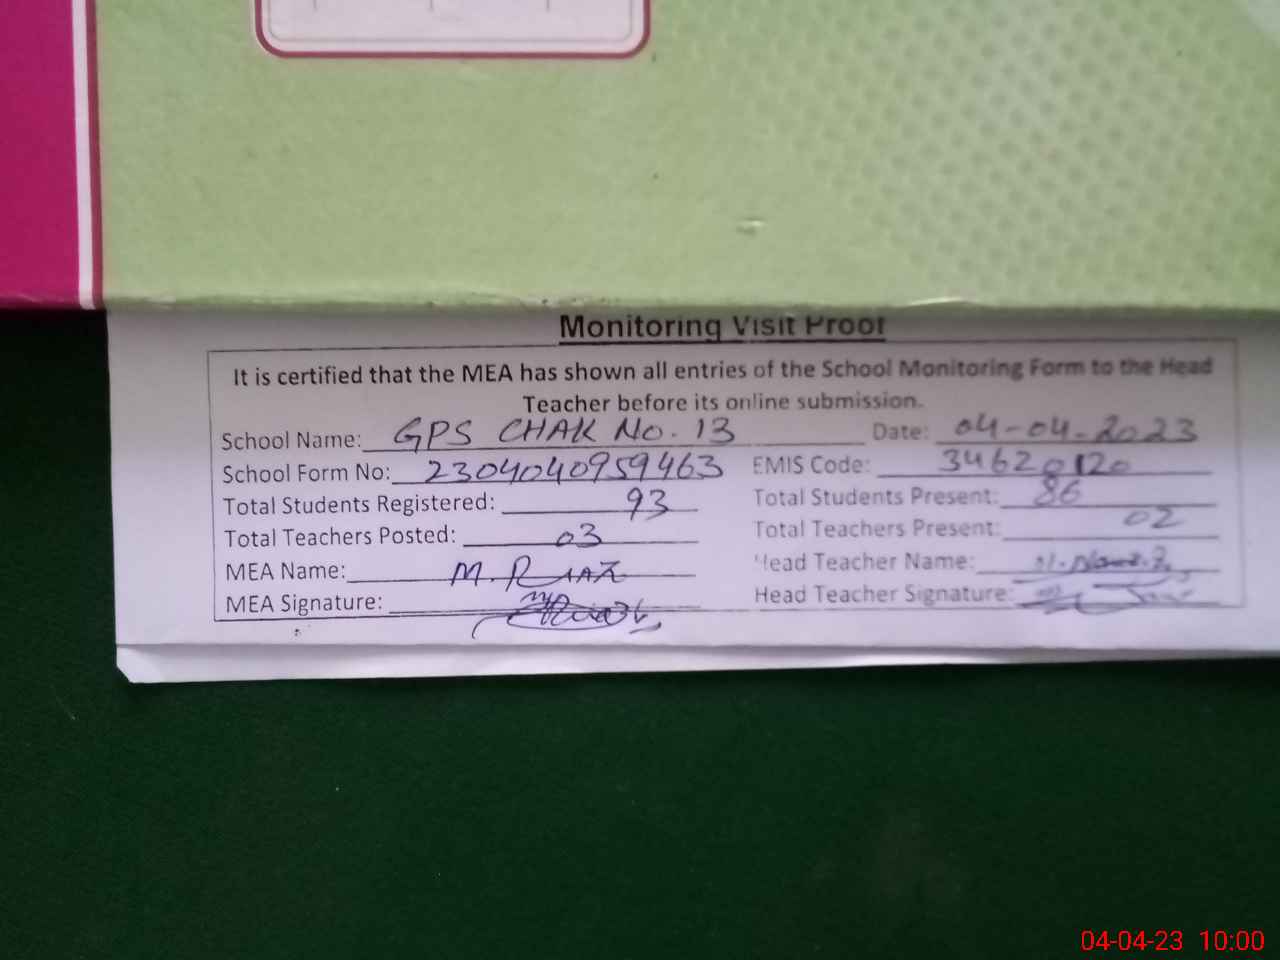 Monitoring Visit Proof
It is certified that the MEA has shown all entries of the School Monitoring Form to the Head
Teacher before its online submission.
School Name: GPS CHAK No. 13 Date: 04-04-2023
School Form No: 2304040959463 EMIS Code: 34620120
Total Students Registered: 93 Total Students Present: 86
Total Teachers Posted: 03 Total Teachers Present: 02
MEA Name: M. RIAZ Head Teacher Name:
MEA Signature: Head Teacher Signature:
04-04-23 10:00